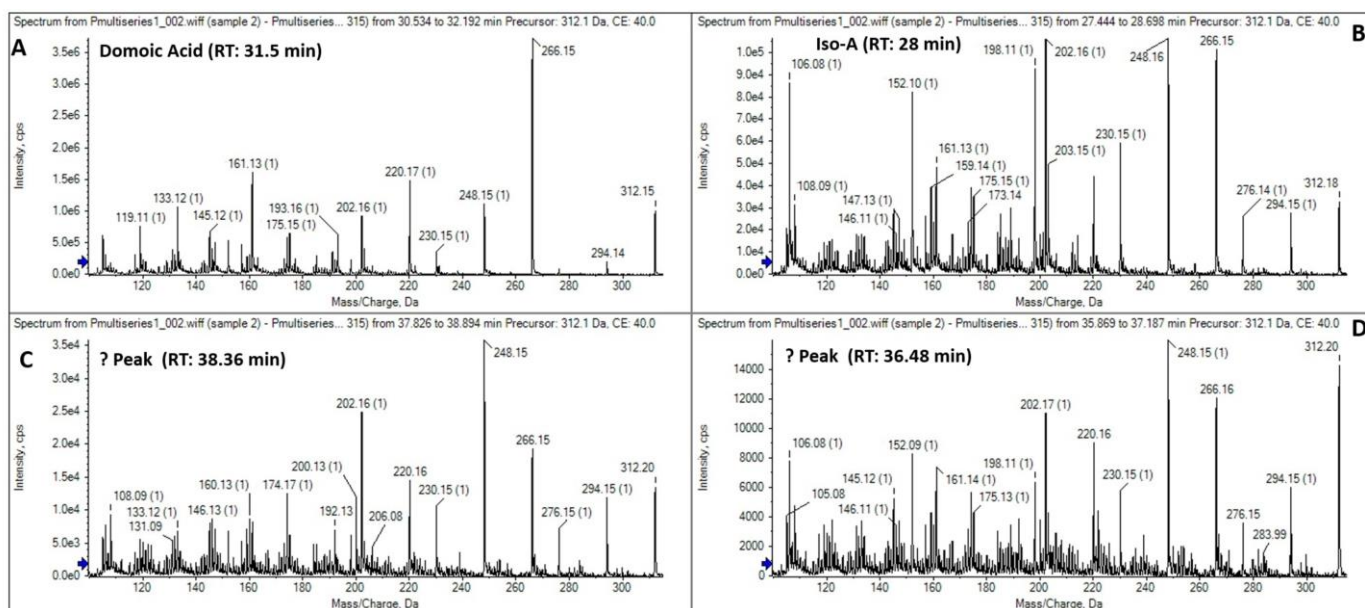 Spectrum from Pmultiseries1_002.wiff (sample 2) - Pmultiseries... 315) from 30.534 to 32.192 min Precursor: 312.1 Da, CE: 40.0
A
Domoic Acid (RT: 31.5 min)
3.5e6
3.0e6
2.5e6
2.0e6
1.5e6
1.0e6
5.0e5
0.0e0
Intensity, cps
266.15
161.13 (1)
220.17 (1)
133.12 (1)
193.16 (1)
248.15 (1)
312.15
119.11 (1)
145.12 (1)
202.16 (1)
175.15 (1)
230.15 (1)
294.14
120 140 160 180 200 220 240 260 280 300
Mass/Charge, Da
Spectrum from Pmultiseries1_002.wiff (sample 2) - Pmultiseries... 315) from 27.444 to 28.698 min Precursor: 312.1 Da, CE: 40.0
B
Iso-A (RT: 28 min)
1.0e5
9.0e4
8.0e4
7.0e4
6.0e4
5.0e4
4.0e4
3.0e4
2.0e4
1.0e4
0.0e0
Intensity, cps
198.11 (1)
202.16 (1)
248.16
266.15
106.08 (1)
152.10 (1)
230.15 (1)
161.13 (1)
203.15 (1)
159.14 (1)
108.09 (1)
147.13 (1)
175.15 (1)
173.14
312.18
146.11 (1)
276.14 (1)
294.15 (1)
120 140 160 180 200 220 240 260 280 300
Mass/Charge, Da
Spectrum from Pmultiseries1_002.wiff (sample 2) - Pmultiseries... 315) from 37.826 to 38.894 min Precursor: 312.1 Da, CE: 40.0
C
? Peak (RT: 38.36 min)
3.5e4
3.0e4
2.5e4
2.0e4
1.5e4
1.0e4
5.0e3
0.0e0
Intensity, cps
248.15
202.16 (1)
266.15
200.13 (1)
220.16
312.20
160.13 (1)
174.17 (1)
108.09 (1)
230.15 (1)
294.15 (1)
133.12 (1)
146.13 (1)
192.13
131.09
206.08
276.15 (1)
120 140 160 180 200 220 240 260 280 300
Mass/Charge, Da
Spectrum from Pmultiseries1_002.wiff (sample 2) - Pmultiseries... 315) from 35.869 to 37.187 min Precursor: 312.1 Da, CE: 40.0
D
? Peak (RT: 36.48 min)
14000
12000
10000
8000
6000
4000
2000
0
Intensity, cps
248.15 (1)
312.20
266.16
202.17 (1)
220.16
106.08 (1)
152.09 (1)
198.11 (1)
145.12 (1)
161.14 (1)
230.15 (1)
294.15 (1)
105.08
175.13 (1)
146.11 (1)
276.15
283.99
120 140 160 180 200 220 240 260 280 300
Mass/Charge, Da